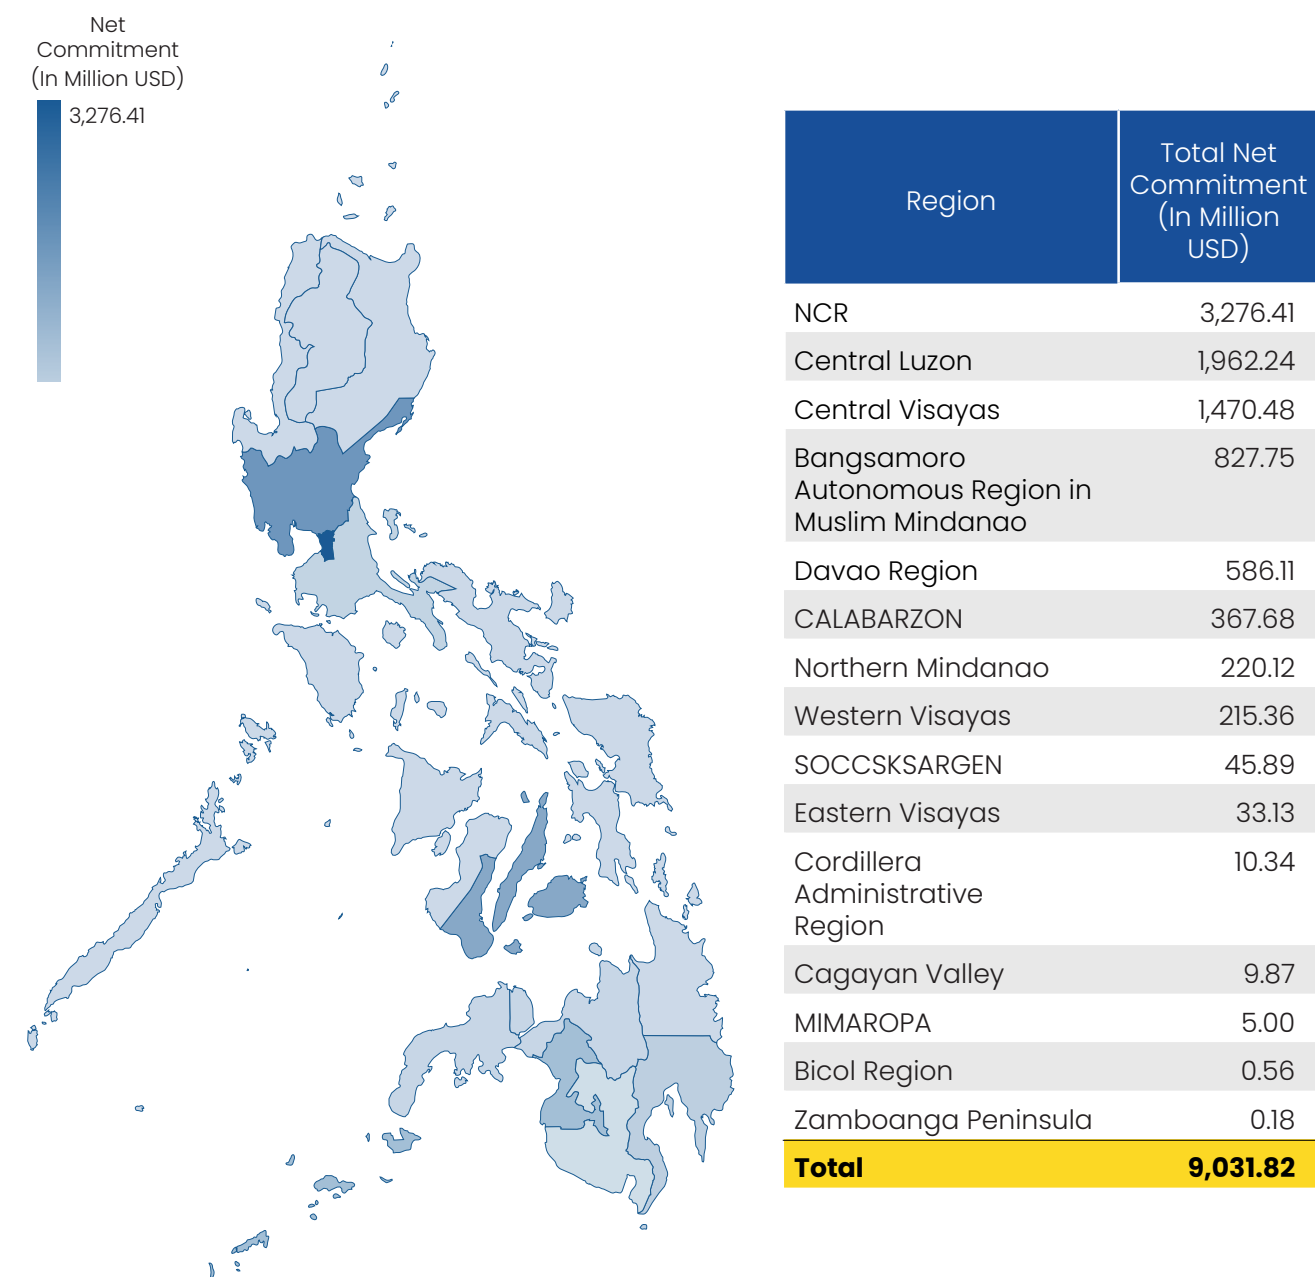 Net
Commitment
(In Million USD)
3,276.41
Region
Total Net
Commitment
(In Million
USD)
NCR 3,276.41
Central Luzon 1,962.24
Central Visayas 1,470.48
Bangsamoro 827.75
Autonomous Region in
Muslim Mindanao
Davao Region 586.11
CALABARZON 367.68
Northern Mindanao 220.12
Western Visayas 215.36
SOCCSKSARGEN 45.89
Eastern Visayas 33.13
Cordillera 10.34
Administrative
Region
Cagayan Valley 9.87
MIMAROPA 5.00
Bicol Region 0.56
Zamboanga Peninsula 0.18
Total 9,031.82